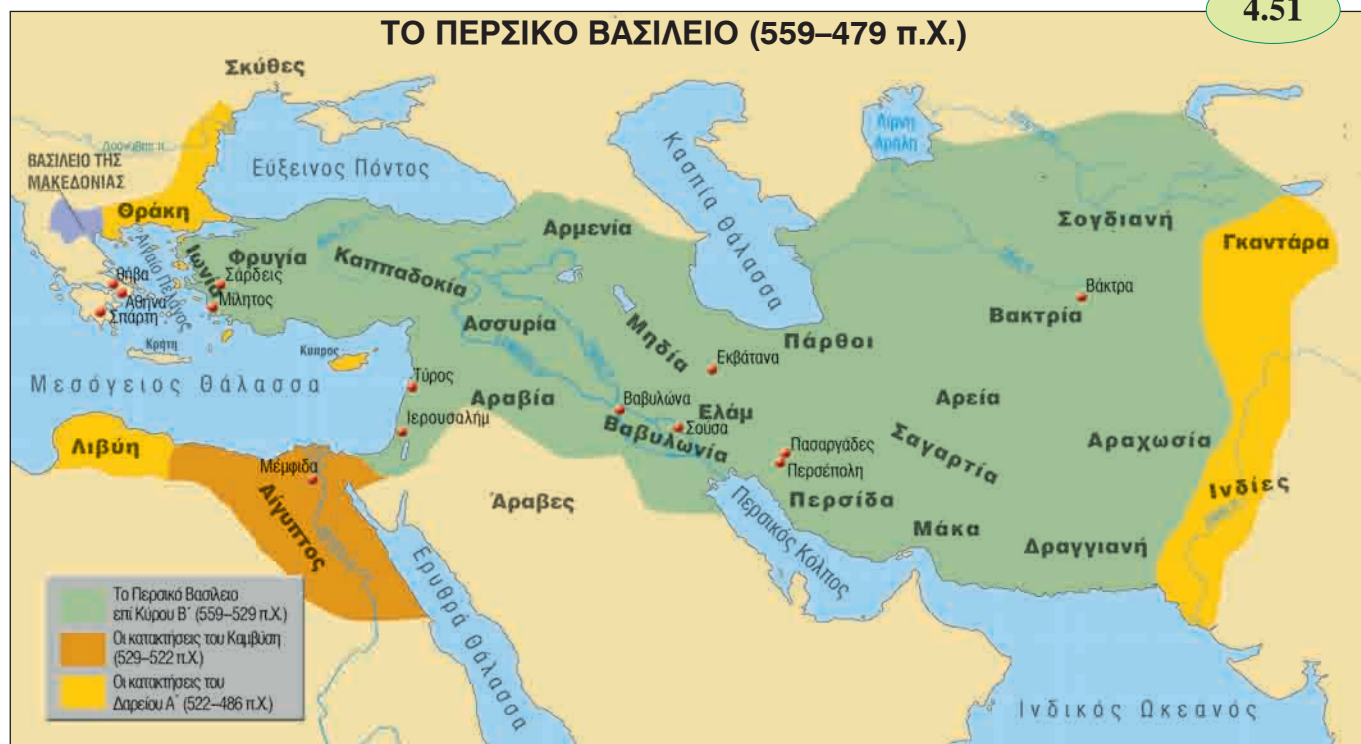 4.51
ΤΟ ΠΕΡΣΙΚΟ ΒΑΣΙΛΕΙΟ (559–479 π.Χ.)
Σκύθες
Δούναβης π.
ΒΑΣΙΛΕΙΟ ΤΗΣ
ΜΑΚΕΔΟΝΙΑΣ
Εύξεινος Πόντος
Κασπία Θάλασσα
Λίμνη
Αράλη
Θράκη
Αιγαίο Πέλαγος
Ιωνία
Φρυγία
Καππαδοκία
Αρμενία
Σογδιανή
Γκαντάρα
Θήβα
Αθήνα
Σπάρτη
Σάρδεις
Μίλητος
Βάκτρα
Βακτρία
Ασσυρία
Μηδία
Πάρθοι
Κρήτη
Κυπρος
Εκβάτανα
Μεσόγειος Θάλασσα
Τύρος
Αραβία
Βαβυλώνα
Ελάμ
Αρεία
Ιερουσαλήμ
Βαβυλωνία
Σούσα
Σαγαρτία
Αραχωσία
Λιβύη
Πασαργάδες
Περσέπολη
Μέμφιδα
Αίγυπτος
Άραβες
Περσικός Κόλπος
Περσίδα
Μάκα
Δραγγιανή
Ινδίες
Ερυθρά Θάλασσα
Ινδικός Ωκεανός
Το Περσικό Βασίλειο
επί Κύρου Β΄ (559–529 π.Χ.)
Οι κατακτήσεις του Καμβύση
(529–522 π.Χ.)
Οι κατακτήσεις του
Δαρείου Α΄ (522–486 π.Χ.)